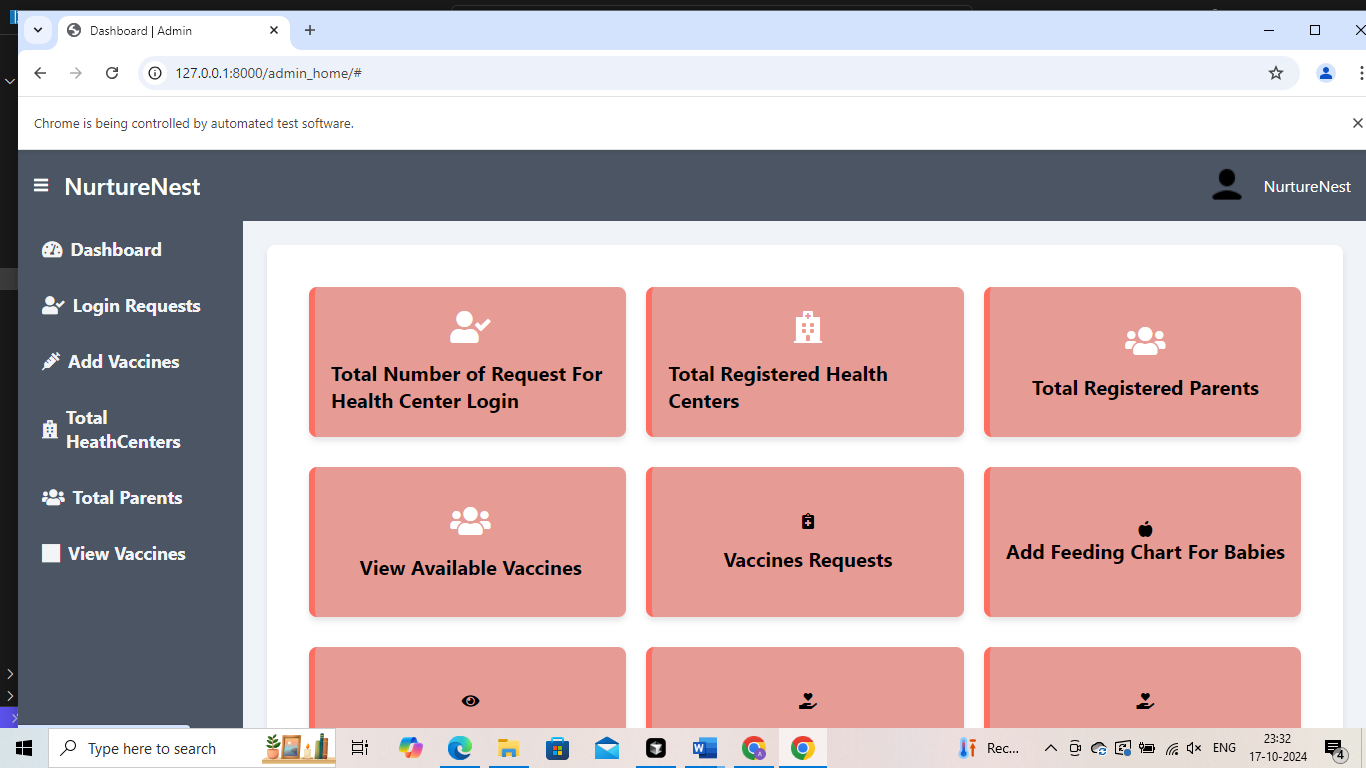 Dashboard | Admin
127.0.0.1:8000/admin_home/#
Chrome is being controlled by automated test software.
NurtureNest
NurtureNest
Dashboard
Login Requests
Add Vaccines
Total
HeathCenters
Total Parents
View Vaccines
Total Number of Request For
Health Center Login
Total Registered Health
Centers
Total Registered Parents
View Available Vaccines
Vaccines Requests
Add Feeding Chart For Babies
Type here to search
Rec...
ENG
23:32
17-10-2024
4